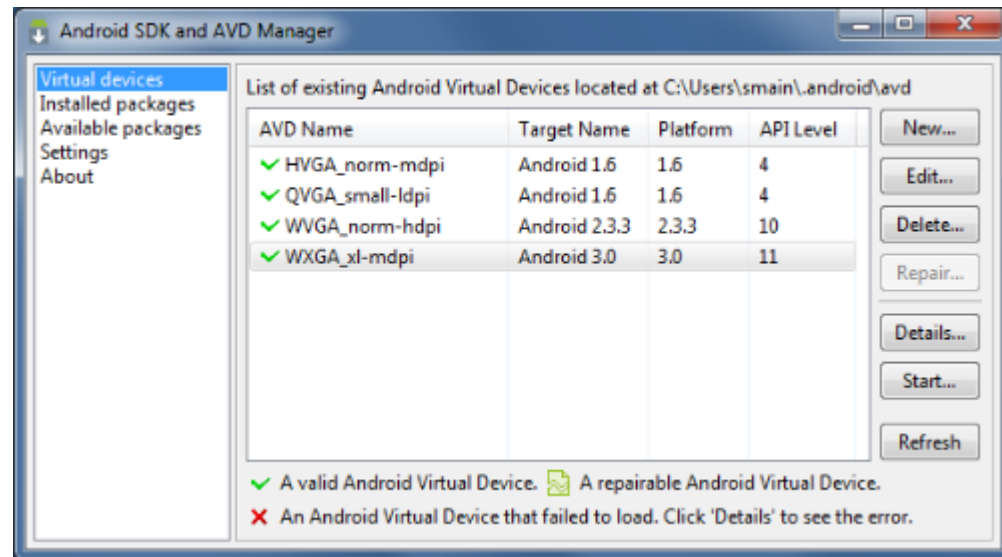 Android SDK and AVD Manager
Virtual devices
Installed packages
Available packages
Settings
About
List of existing Android Virtual Devices located at C:\Users\smain\.android\avd
AVD Name Target Name Platform API Level
HVGA_norm-mdpi Android 1.6 1.6 4
QVGA_small-ldpi Android 1.6 1.6 4
WVGA_norm-hdpi Android 2.3.3 2.3.3 10
WXGA_xl-mdpi Android 3.0 3.0 11
New...
Edit...
Delete...
Repair...
Details...
Start...
Refresh
A valid Android Virtual Device. A repairable Android Virtual Device.
An Android Virtual Device that failed to load. Click 'Details' to see the error.